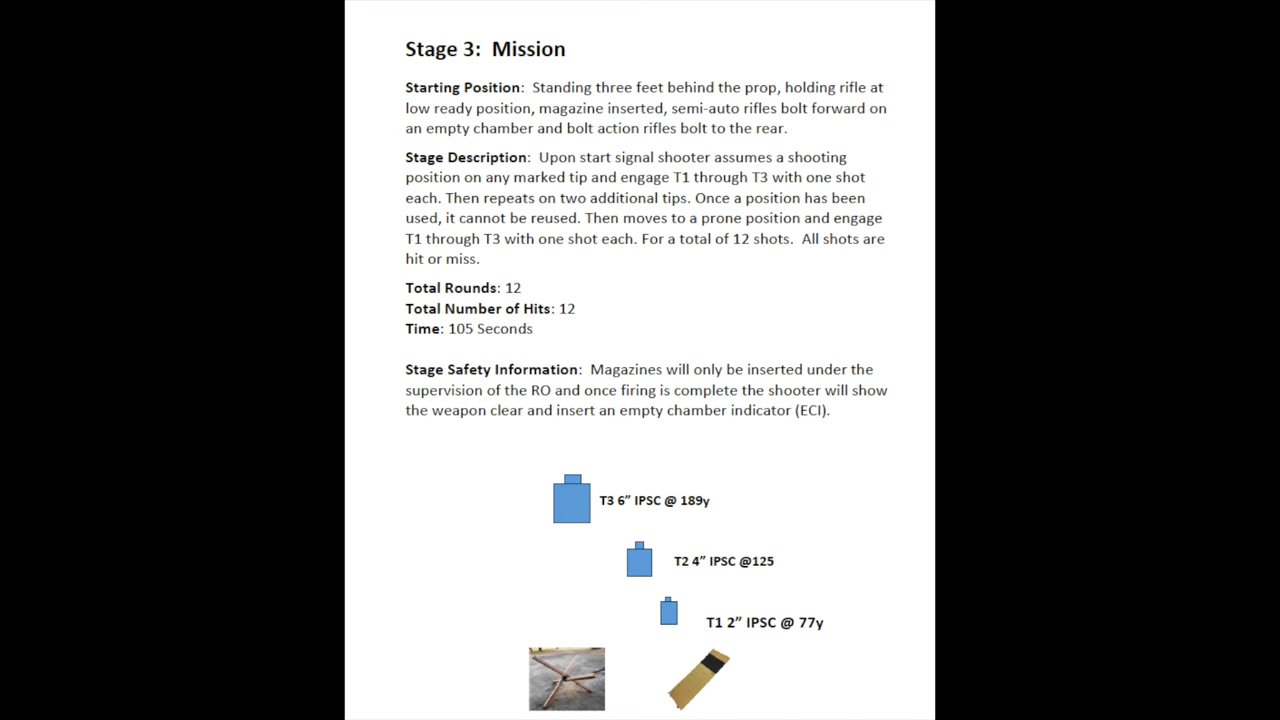 Stage 3:  Mission
Starting Position:  Standing three feet behind the prop, holding rifle at
low ready position, magazine inserted, semi-auto rifles bolt forward on
an empty chamber and bolt action rifles bolt to the rear.
Stage Description:  Upon start signal shooter assumes a shooting
position on any marked tip and engage T1 through T3 with one shot
each. Then repeats on two additional tips. Once a position has been
used, it cannot be reused. Then moves to a prone position and engage
T1 through T3 with one shot each. For a total of 12 shots.  All shots are
hit or miss.
Total Rounds: 12
Total Number of Hits: 12
Time: 105 Seconds
Stage Safety Information:  Magazines will only be inserted under the
supervision of the RO and once firing is complete the shooter will show
the weapon clear and insert an empty chamber indicator (ECI).
T3 6” IPSC @ 189y
T2 4” IPSC @125
T1 2” IPSC @ 77y